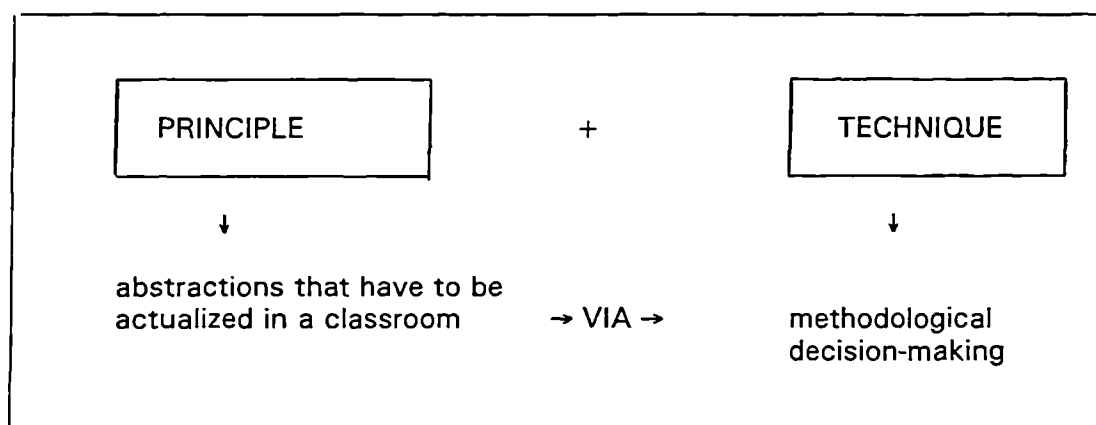 PRINCIPLE + TECHNIQUE
↓ ↓
abstractions that have to be
actualized in a classroom → VIA → methodological
decision-making